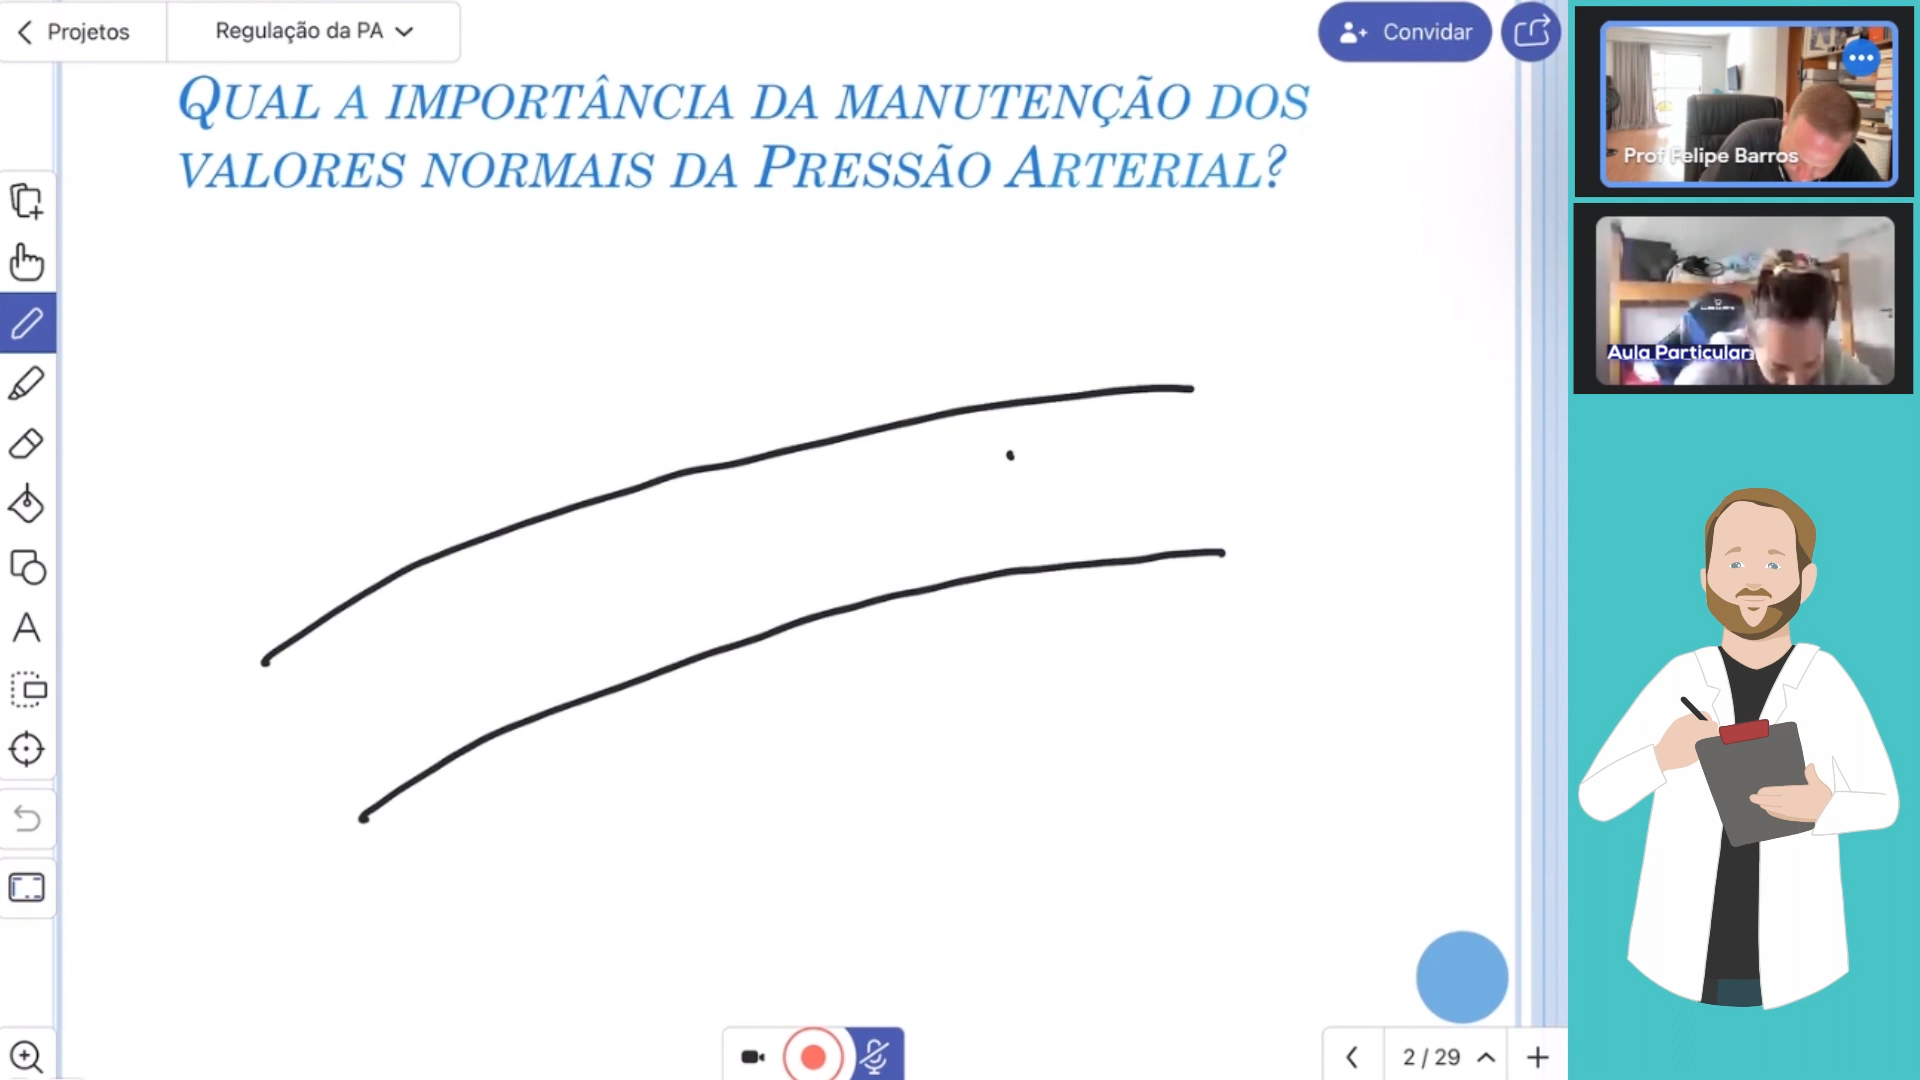 Projetos
Regulação da PA
Convidar
QUAL A IMPORTÂNCIA DA MANUTENÇÃO DOS
VALORES NORMAIS DA PRESSÃO ARTERIAL?
Prof Felipe Barros
Aula Particular
2 / 29